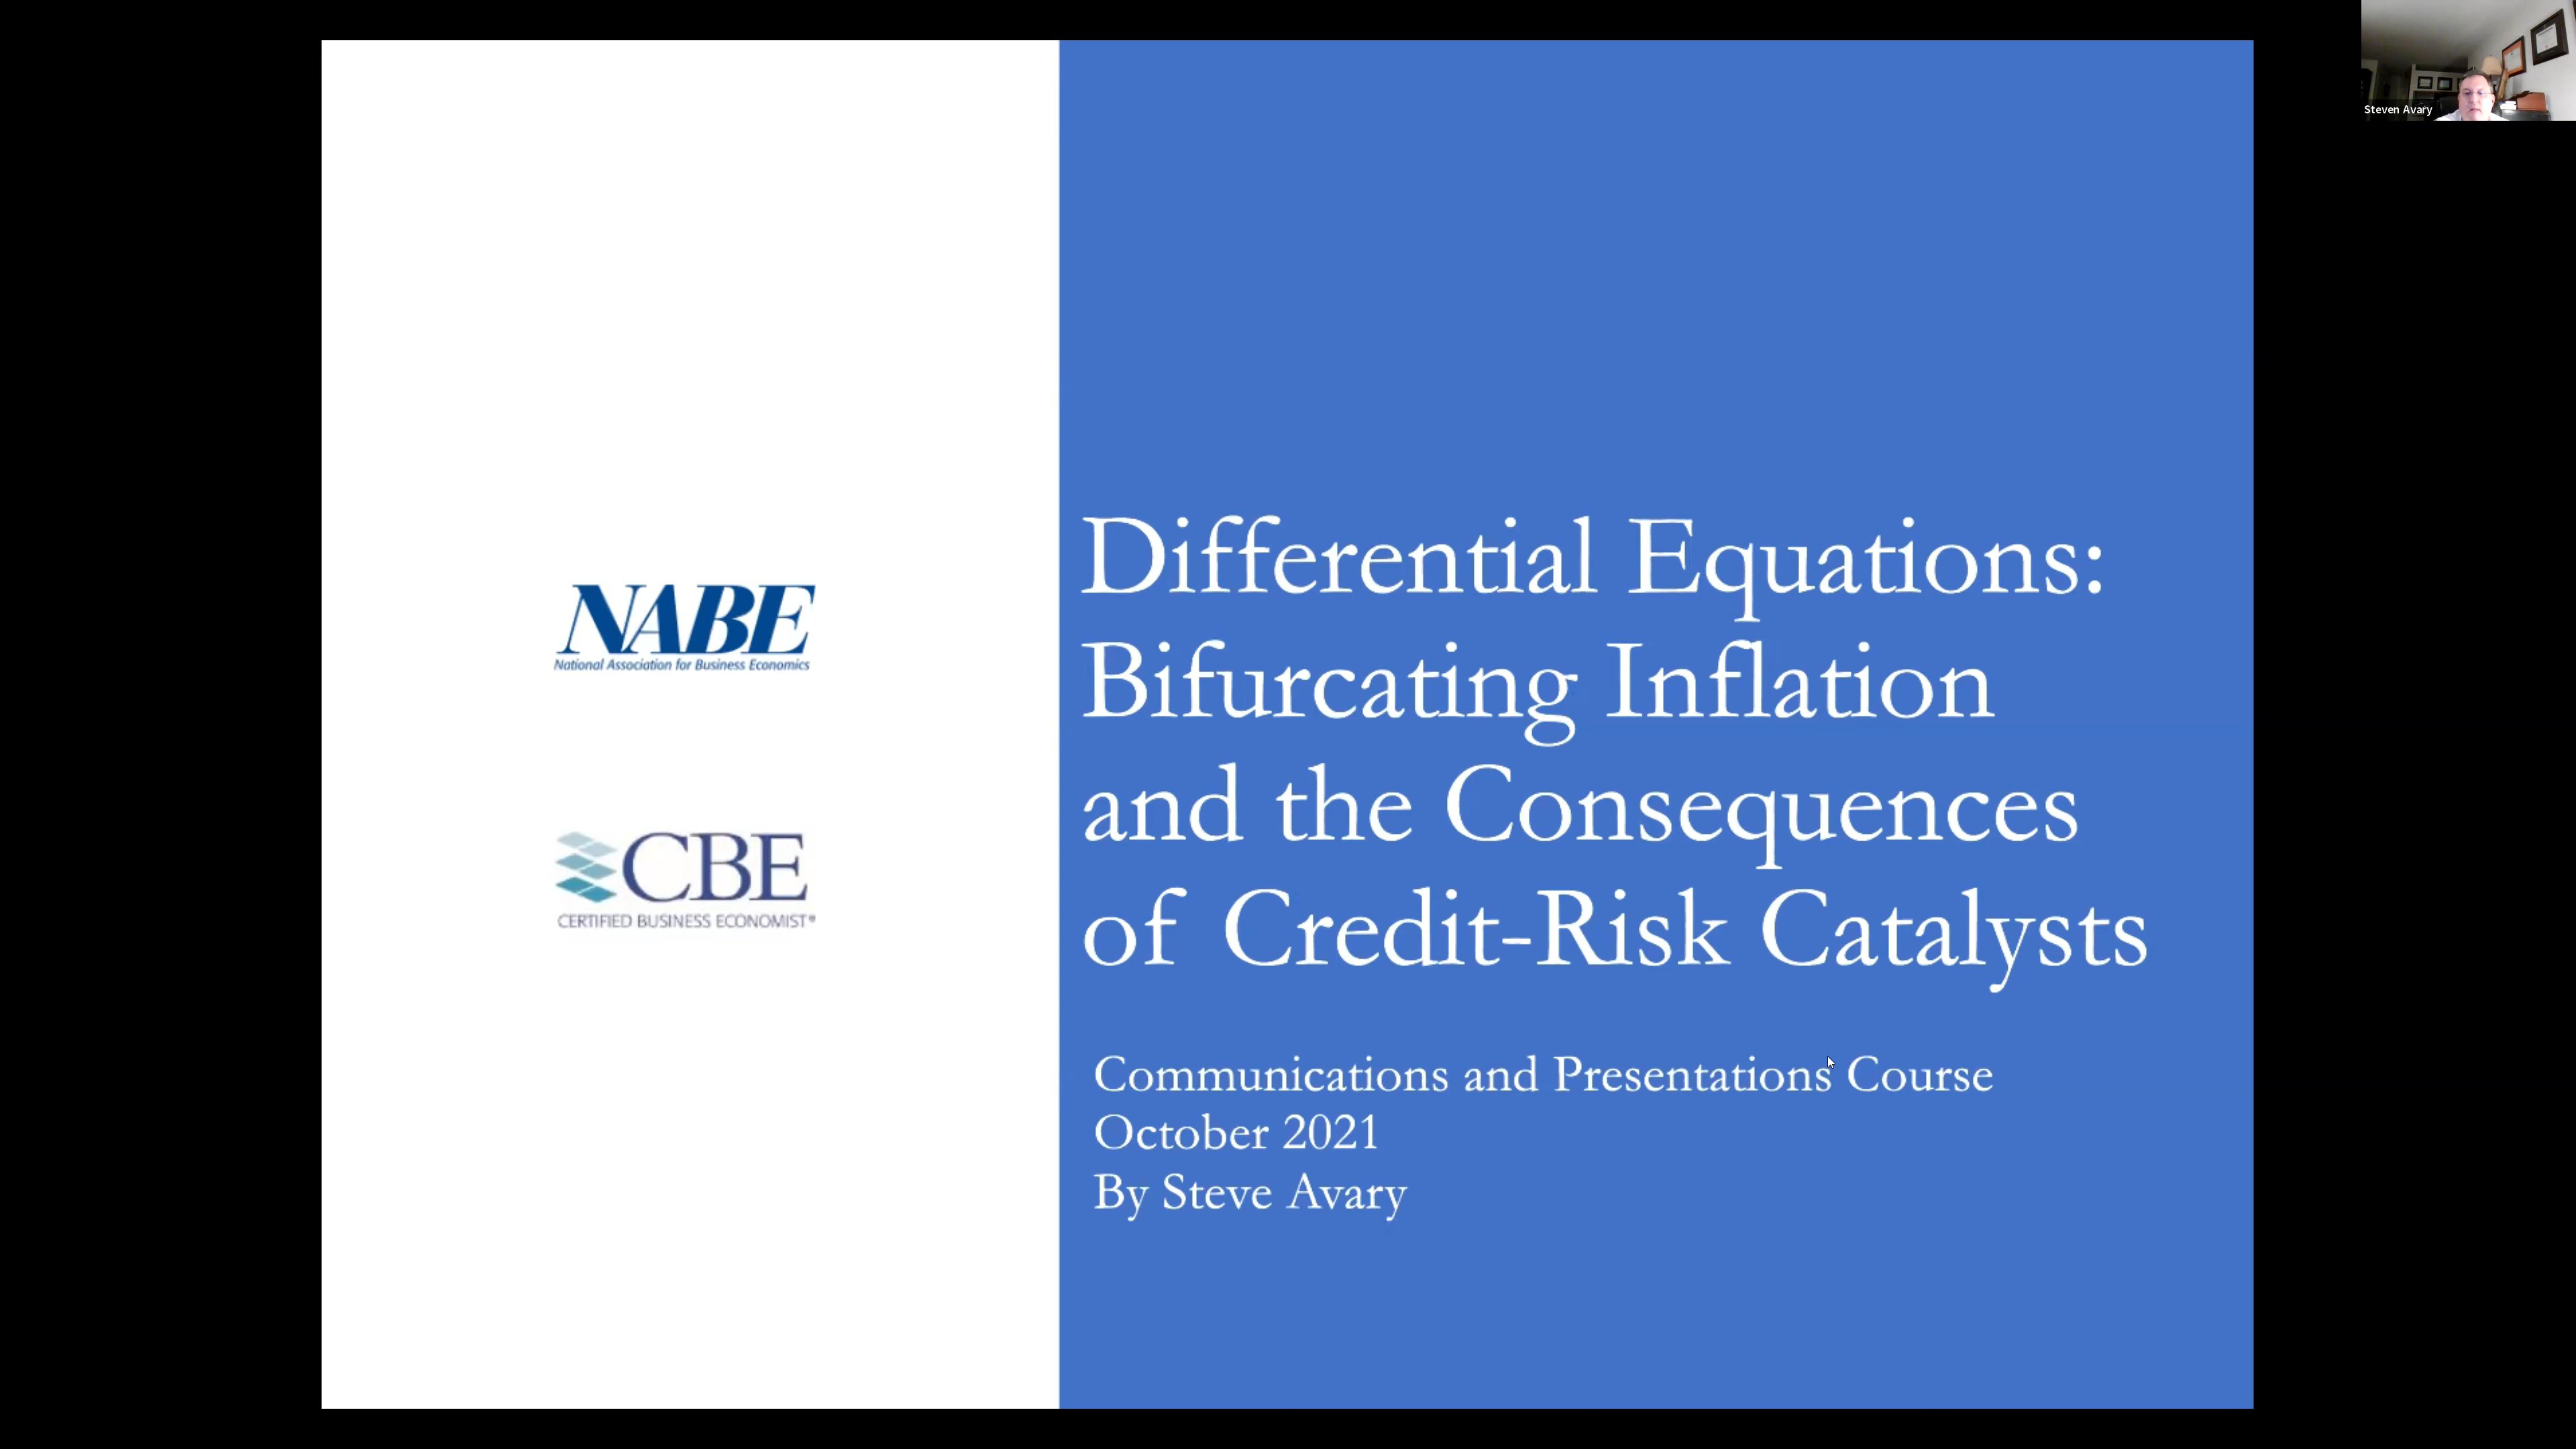 NABE
National Association for Business Economics
CBE
CERTIFIED BUSINESS ECONOMIST®
Differential Equations:
Bifurcating Inflation
and the Consequences
of Credit-Risk Catalysts
Communications and Presentations Course
October 2021
By Steve Avary
Steven Avary